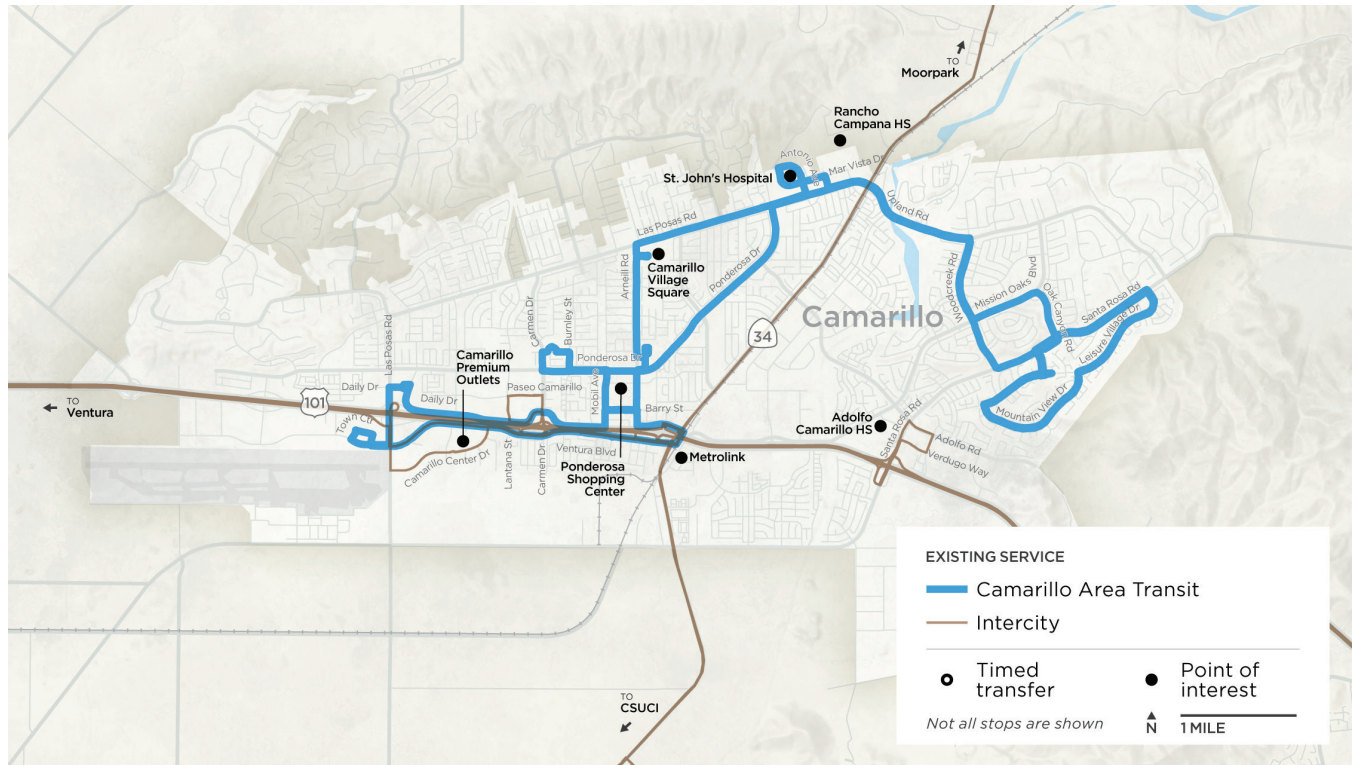 TO
Moorpark
Rancho
Campana HS
Antonio Ave
Mar Vista Dr
St. John's Hospital
Upland Rd
Las Posas Rd
Ponderosa Dr
Arneill Rd
Camarillo
Village
Square
Woodcreek Rd
Mission Oaks Blvd
Oak Canyon Rd
Santa Rosa Rd
Leisure Village Dr
Camarillo
34
Carmen Dr
Burnley St
Las Posas Rd
Camarillo
Premium
Outlets
Ponderosa Dr
Daily Dr
Daily Dr
Paseo Camarillo
Mobil Ave
Barry St
Mountain View Dr
TO
Ventura
101
Town Ctr
Adolfo
Camarillo HS
Santa Rosa Rd
Adolfo Rd
Verdugo Way
Camarillo Center Dr
Lantana St
Carmen Dr
Ventura Blvd
Metrolink
Ponderosa
Shopping
Center
TO
CSUCI
EXISTING SERVICE
Camarillo Area Transit
Intercity
Timed
transfer
Point of
interest
Not all stops are shown
N
1 MILE